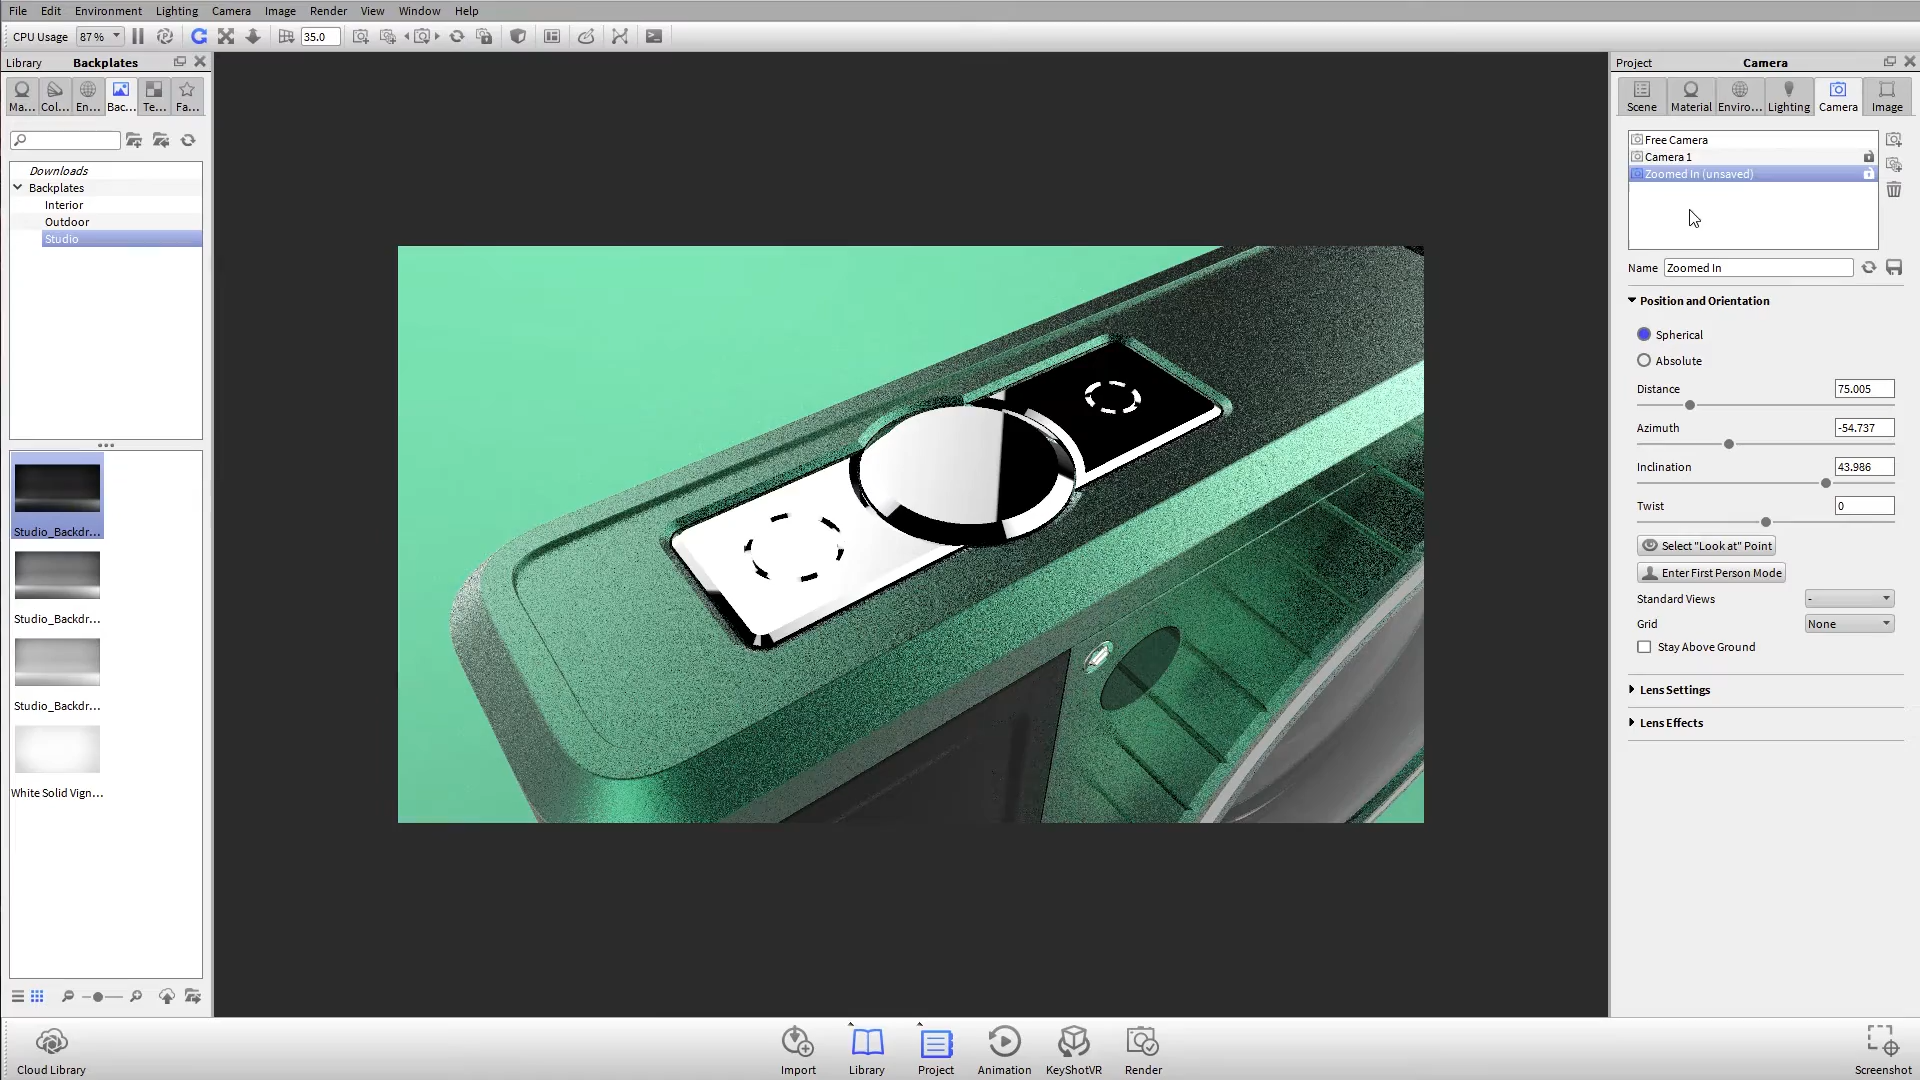 File Edit Environment Lighting Camera Image Render View Window Help
CPU Usage 87 % 35.0
Library Backplates
Ma... Col... En... Bac... Te... Fa...
Downloads
Backplates
Interior
Outdoor
Studio
Studio_Backdr...
Studio_Backdr...
Studio_Backdr...
White Solid Vign...
Project Camera
Scene Material Enviro... Lighting Camera Image
Free Camera
Camera 1
Zoomed In (unsaved)
Name Zoomed In
Position and Orientation
Spherical
Absolute
Distance 75.005
Azimuth -54.737
Inclination 43.986
Twist 0
Select "Look at" Point
Enter First Person Mode
Standard Views -
Grid None
Stay Above Ground
Lens Settings
Lens Effects
Cloud Library Import Library Project Animation KeyShotVR Render Screenshot